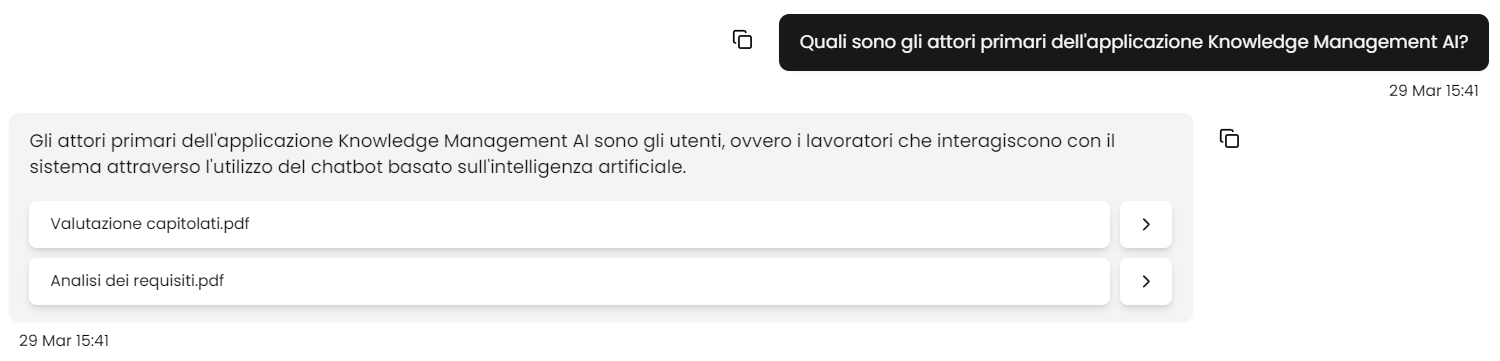 Quali sono gli attori primari dell'applicazione Knowledge Management AI?
29 Mar 15:41
Gli attori primari dell'applicazione Knowledge Management AI sono gli utenti, ovvero i lavoratori che interagiscono con il
sistema attraverso l'utilizzo del chatbot basato sull'intelligenza artificiale.
Valutazione capitolati.pdf
Analisi dei requisiti.pdf
29 Mar 15:41